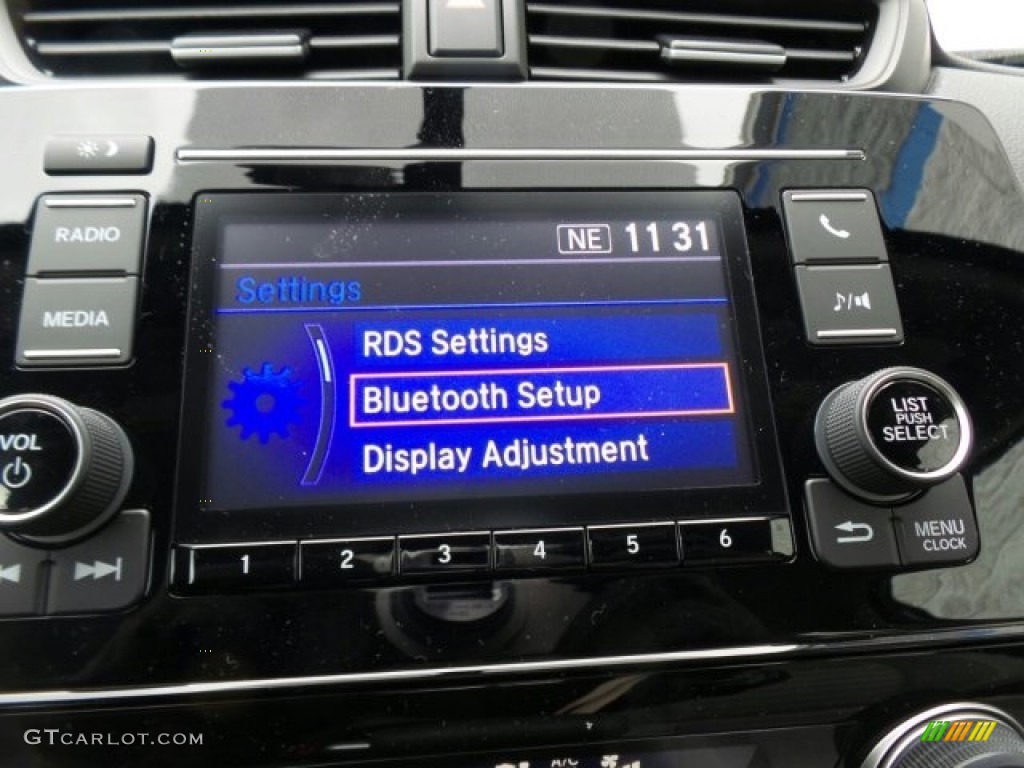 RADIO
MEDIA
NE 11 31
Settings
RDS Settings
Bluetooth Setup
Display Adjustment
VOL
LIST
PUSH
SELECT
MENU
CLOCK
1 2 3 4 5 6
A/C
GTCARLOT.COM